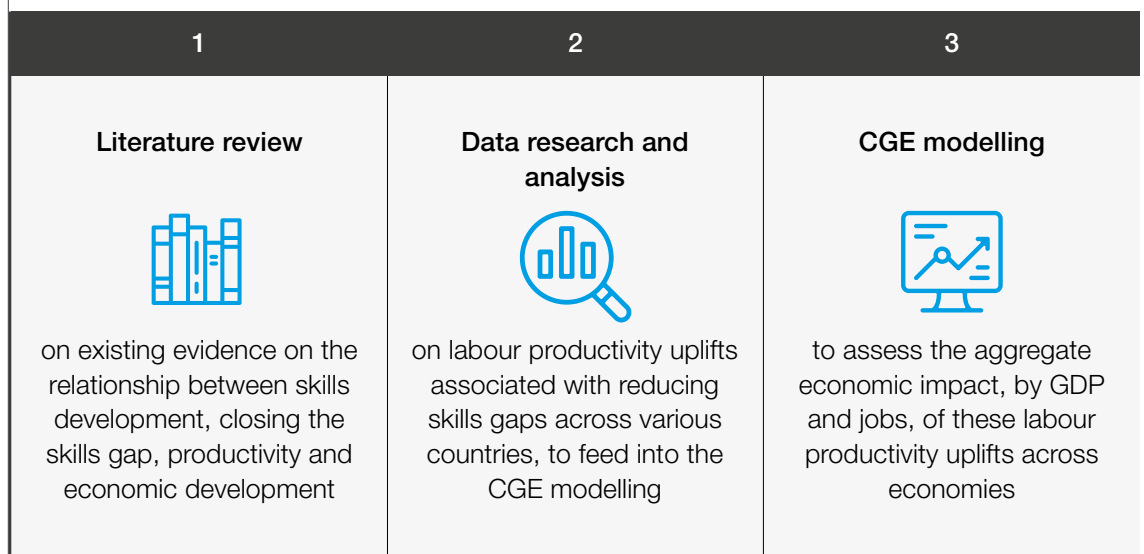 1
Literature review
on existing evidence on the
relationship between skills
development, closing the
skills gap, productivity and
economic development
2
Data research and
analysis
on labour productivity uplifts
associated with reducing
skills gaps across various
countries, to feed into the
CGE modelling
3
CGE modelling
to assess the aggregate
economic impact, by GDP
and jobs, of these labour
productivity uplifts across
economies